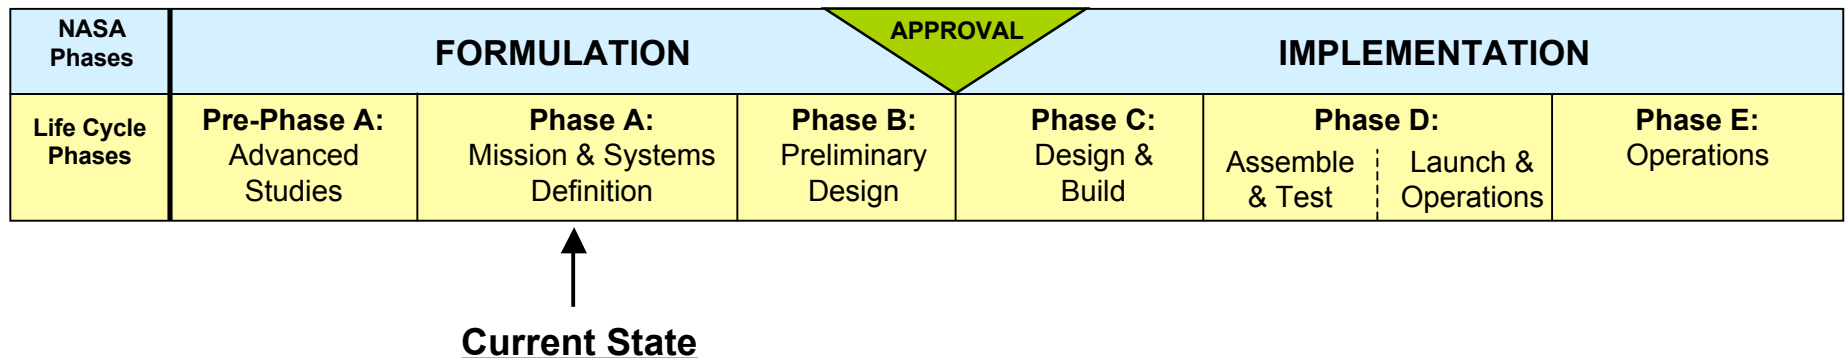 NASA
Phases
FORMULATION
APPROVAL
IMPLEMENTATION
Life Cycle
Phases
Pre-Phase A:
Advanced
Studies
Phase A:
Mission & Systems
Definition
Phase B:
Preliminary
Design
Phase C:
Design &
Build
Phase D:
Assemble
& Test
Launch &
Operations
Phase E:
Operations
Current State